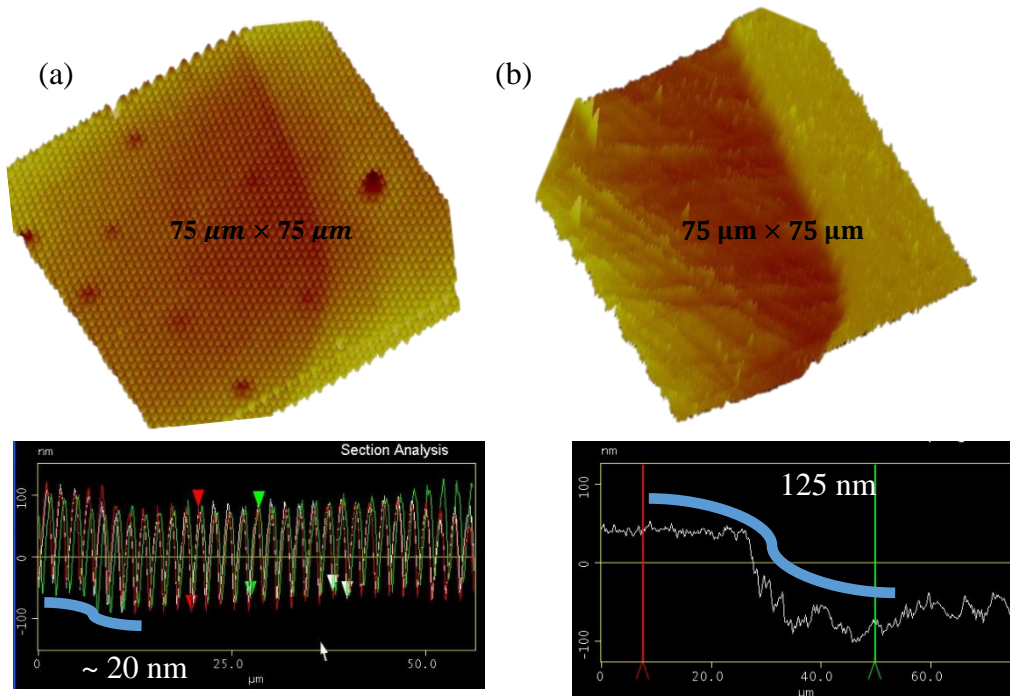 (a)
(b)
75 μm × 75 μm
75 μm × 75 μm
Section Analysis
nm
100
0
-100
0
25.0
50.0
μm
~ 20 nm
nm
125 nm
100
0
-100
0
20.0
40.0
60.0
μm